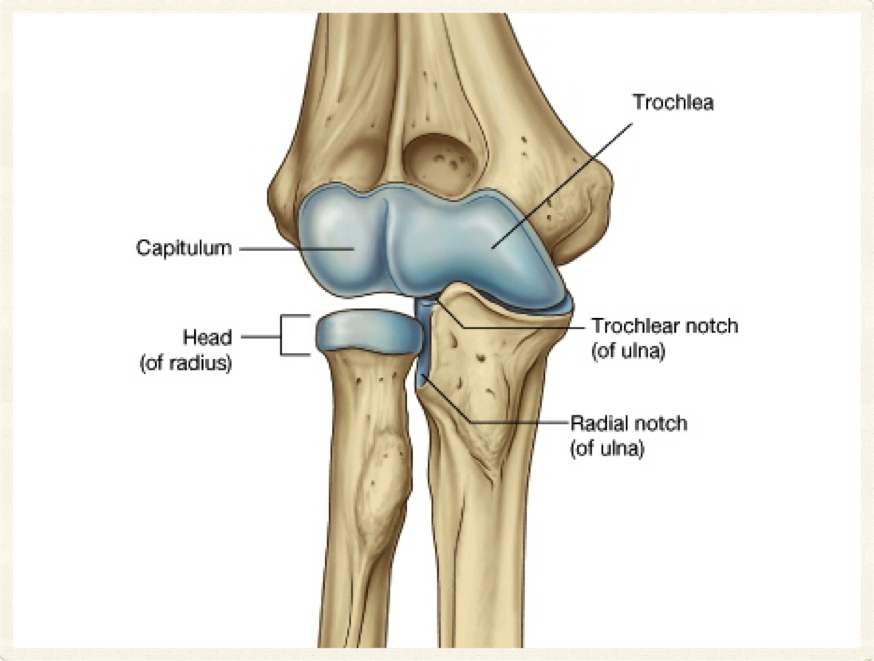 Trochlea
Capitulum
Head
(of radius)
Trochlear notch
(of ulna)
Radial notch
(of ulna)